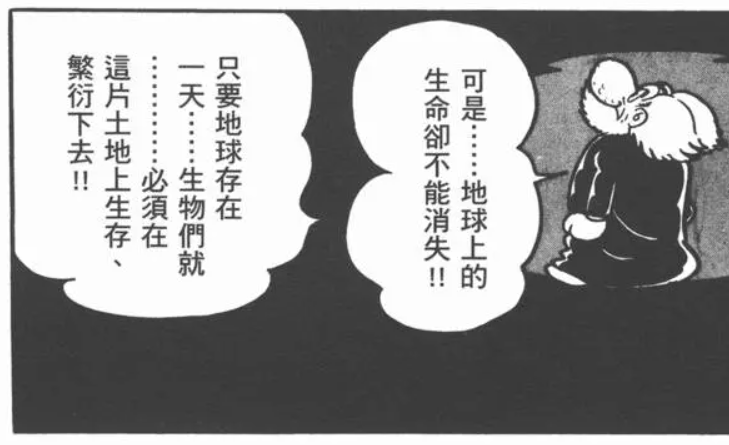 可是……地球上的
生命卻不能消失!!
只要地球存在
一天……生物們就
…………必須在
這片土地上生存、
繁衍下去!!